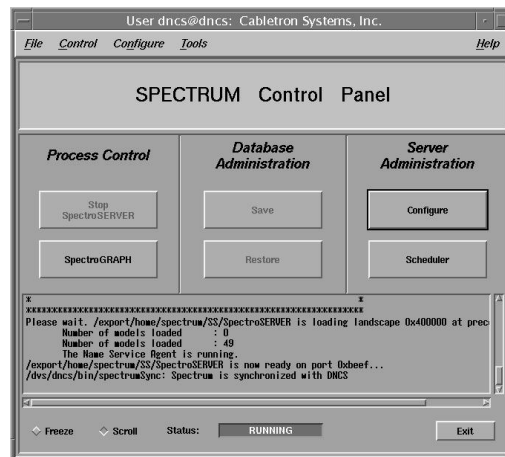 User dncs@dncs: Cabletron Systems, Inc.
File Control Configure Tools Help
SPECTRUM Control Panel
Process Control
Database
Administration
Server
Administration
Stop
SpectroSERVER
Save
Configure
SpectroGRAPH
Restore
Scheduler
* *
************************************************************************
Please wait. /export/home/spectrum/SS/SpectroSERVER is loading landscape 0x400000 at prec
Number of models loaded : 0
Number of models loaded : 49
The Name Service Agent is running.
/export/home/spectrum/SS/SpectroSERVER is now ready on port 0xbeef...
/dvs/dncs/bin/spectrumSync: Spectrum is synchronized with DNCS
Freeze Scroll Status: RUNNING Exit